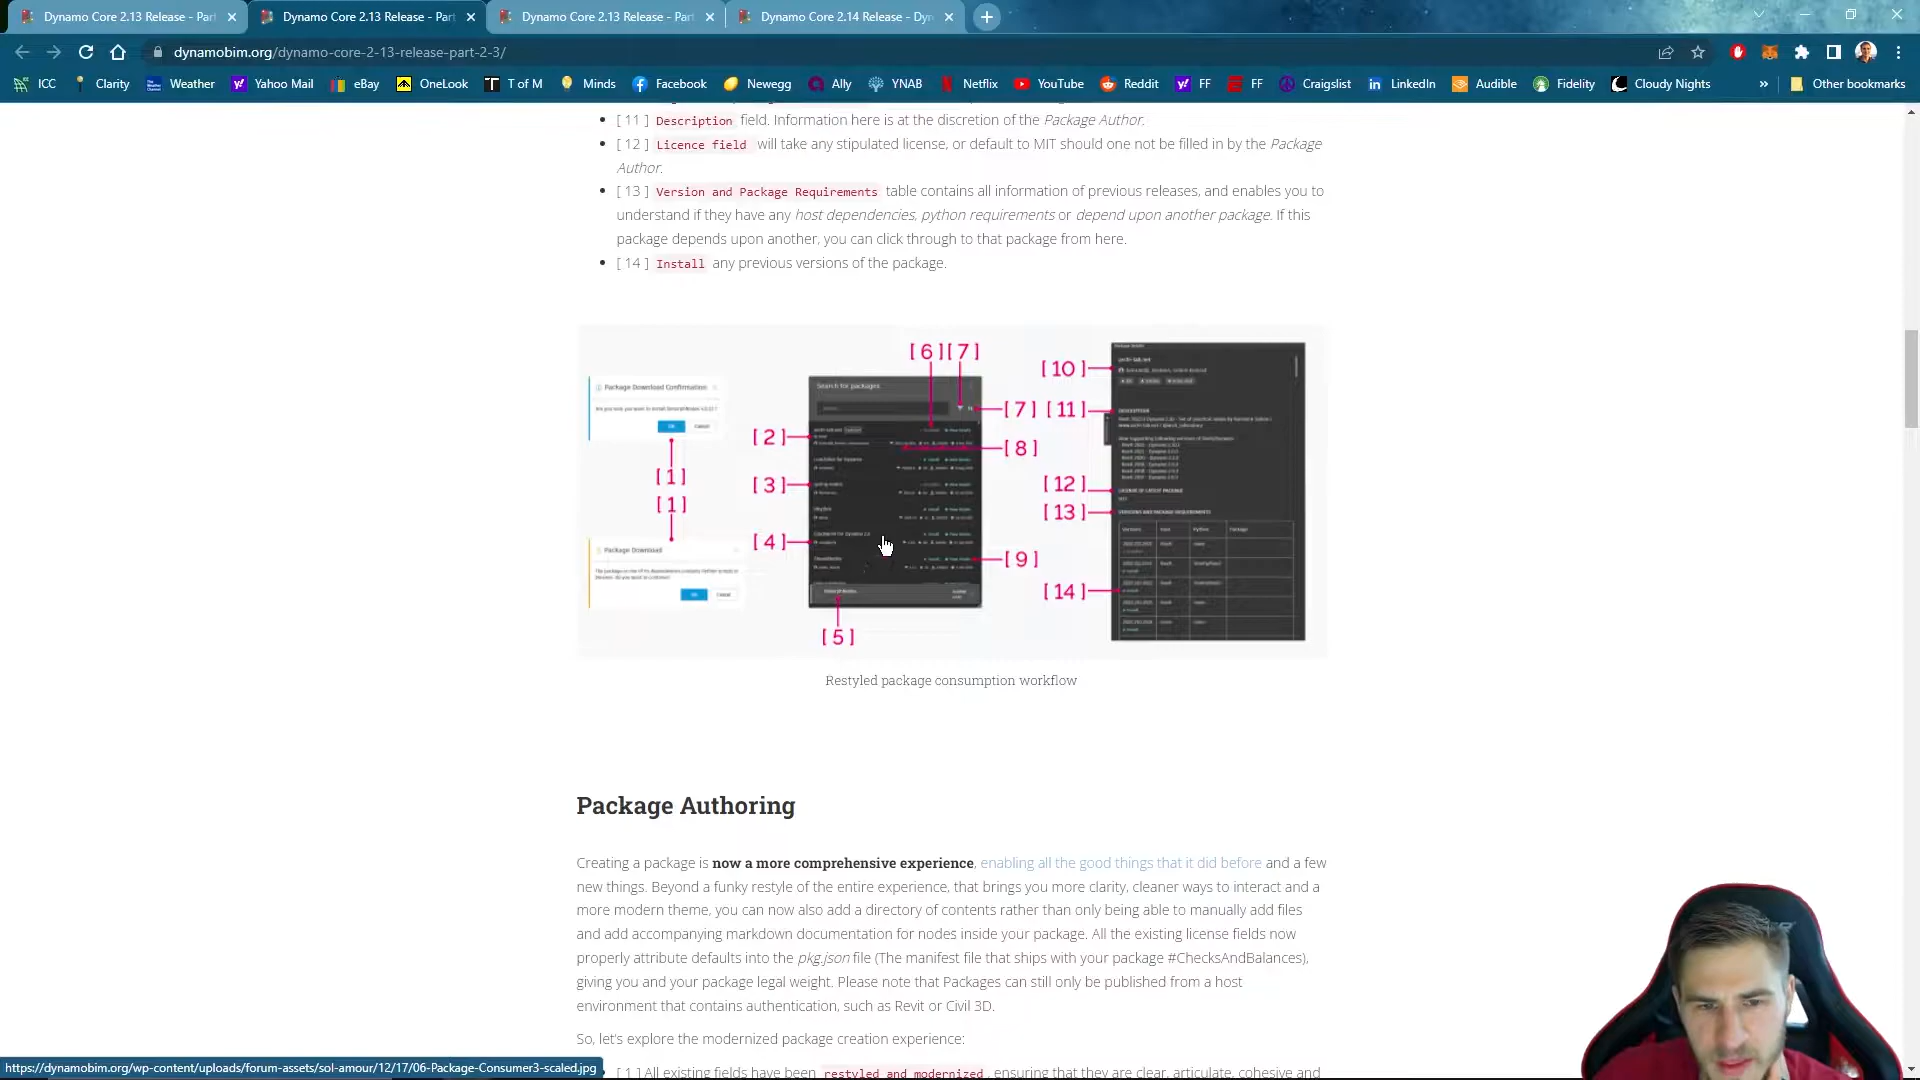 Dynamo Core 2.13 Release - Part
Dynamo Core 2.13 Release - Part
Dynamo Core 2.13 Release - Part
Dynamo Core 2.14 Release - Dyn
dynamobim.org/dynamo-core-2-13-release-part-2-3/
ICC Clarity Weather Yahoo Mail eBay OneLook T of M Minds Facebook Newegg Ally YNAB Netflix YouTube Reddit FF FF Craigslist LinkedIn Audible Fidelity Cloudy Nights » Other bookmarks
[ 11 ] Description field. Information here is at the discretion of the Package Author.
[ 12 ] Licence field will take any stipulated license, or default to MIT should one not be filled in by the Package
Author.
[ 13 ] Version and Package Requirements table contains all information of previous releases, and enables you to
understand if they have any host dependencies, python requirements or depend upon another package. If this
package depends upon another, you can click through to that package from here.
[ 14 ] Install any previous versions of the package.
[ 6 ] [ 7 ]
[ 10 ]
Package Download Confirmation
Search for packages
[ 7 ] [ 11 ]
OK Cancel
[ 2 ]
[ 8 ]
DESCRIPTION
[ 1 ]
[ 3 ]
[ 12 ]
[ 1 ]
[ 13 ]
[ 4 ]
Package Download
[ 9 ]
[ 14 ]
OK Cancel
[ 5 ]
Restyled package consumption workflow
Package Authoring
Creating a package is now a more comprehensive experience, enabling all the good things that it did before and a few
new things. Beyond a funky restyle of the entire experience, that brings you more clarity, cleaner ways to interact and a
more modern theme, you can now also add a directory of contents rather than only being able to manually add files
and add accompanying markdown documentation for nodes inside your package. All the existing license fields now
properly attribute defaults into the pkg.json file (The manifest file that ships with your package #ChecksAndBalances),
giving you and your package legal weight. Please note that Packages can still only be published from a host
environment that contains authentication, such as Revit or Civil 3D.
So, let's explore the modernized package creation experience:
[ 1 ] All existing fields have been restyled and modernized, ensuring that they are clear, articulate, cohesive and
https://dynamobim.org/wp-content/uploads/forum-assets/sol-amour/12/17/06-Package-Consumer3-scaled.jpg